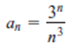 aₙ = 3ⁿ / n³